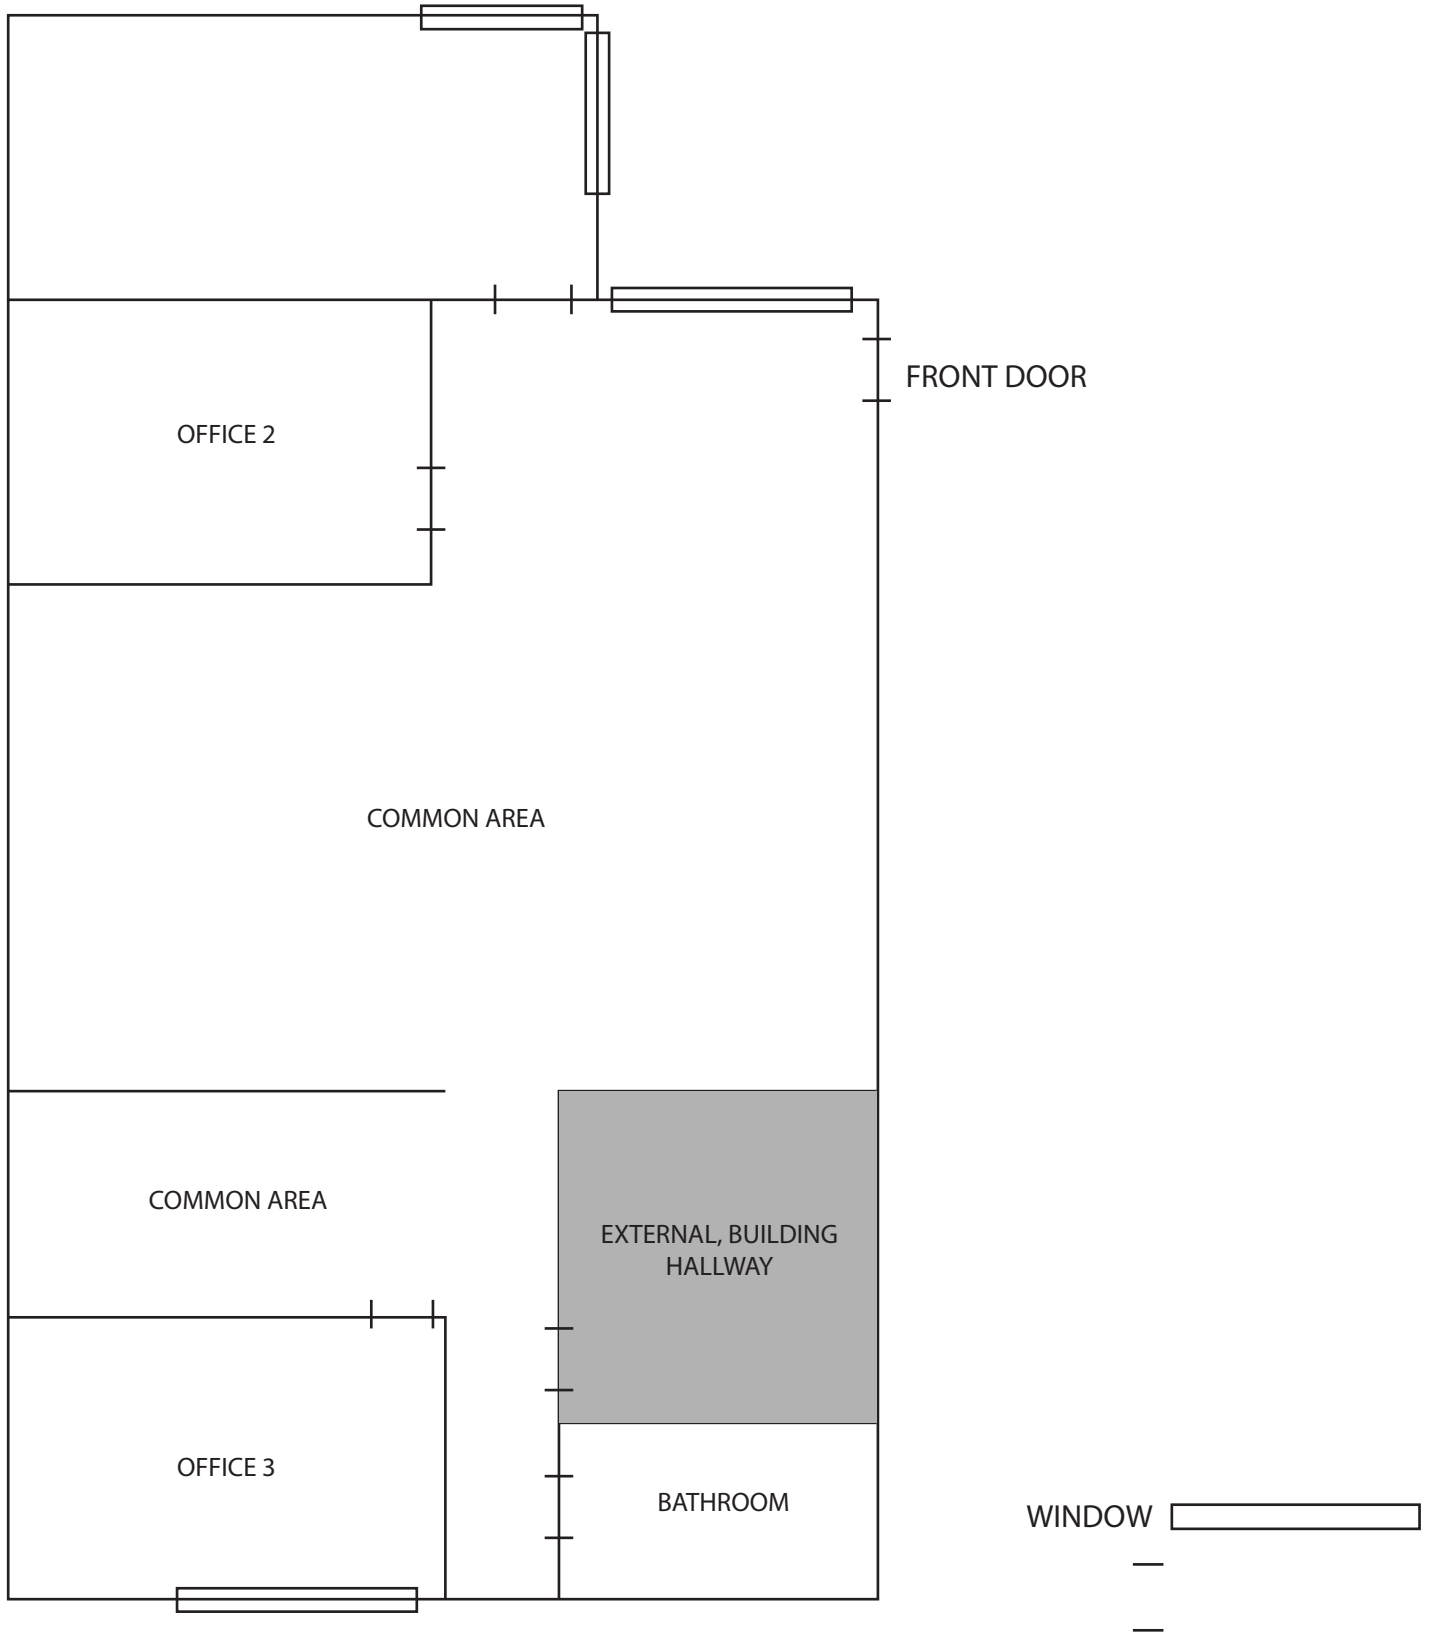 FRONT DOOR
OFFICE 2
COMMON AREA
COMMON AREA
EXTERNAL, BUILDING
HALLWAY
OFFICE 3
BATHROOM
WINDOW